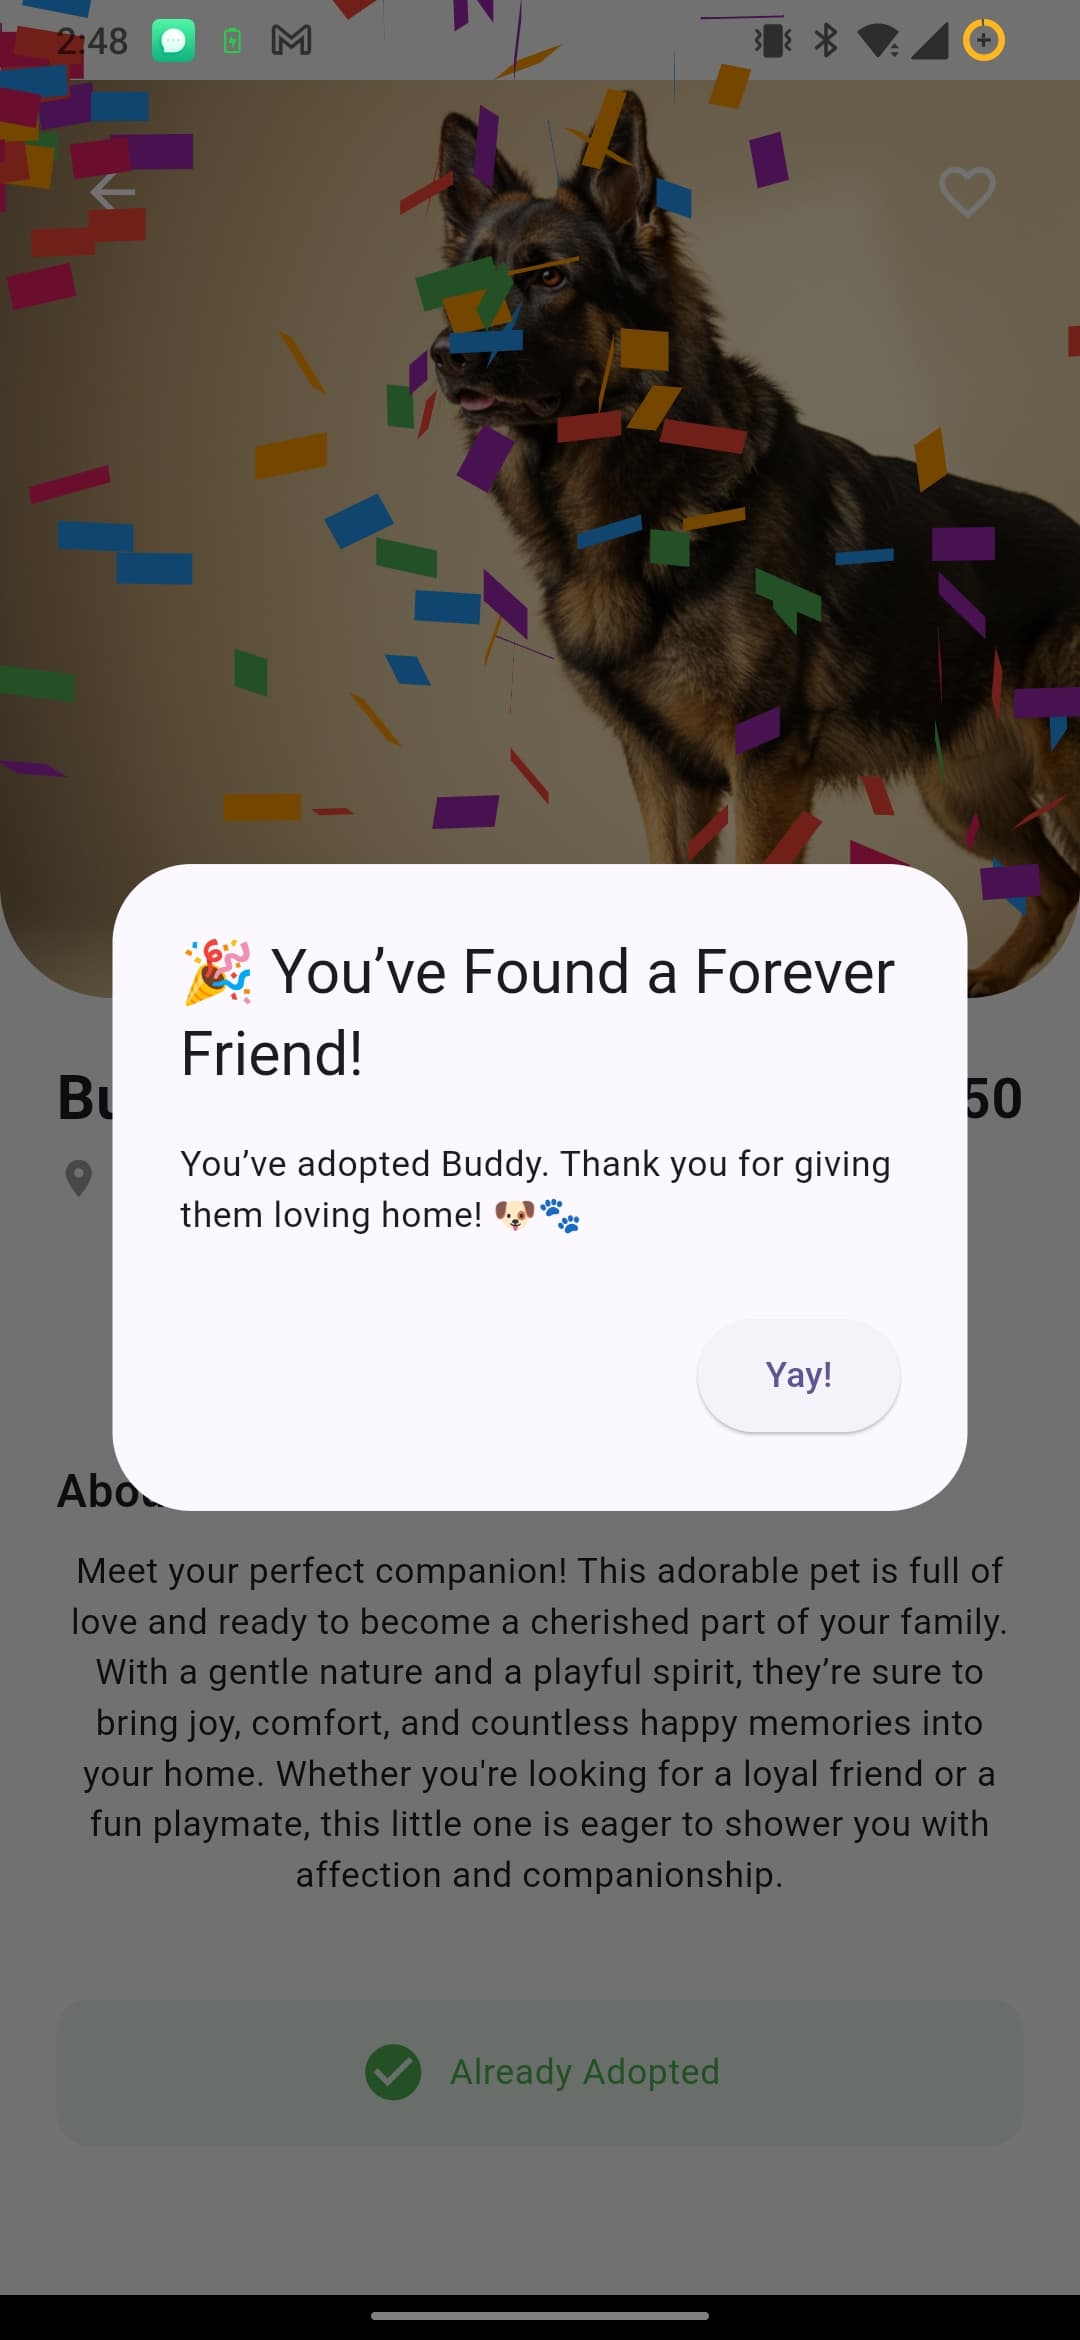 2:48
🎉 You’ve Found a Forever
Friend!
50
You’ve adopted Buddy. Thank you for giving
them loving home! 🐶🐾
Yay!
Meet your perfect companion! This adorable pet is full of
love and ready to become a cherished part of your family.
With a gentle nature and a playful spirit, they’re sure to
bring joy, comfort, and countless happy memories into
your home. Whether you're looking for a loyal friend or a
fun playmate, this little one is eager to shower you with
affection and companionship.
Already Adopted